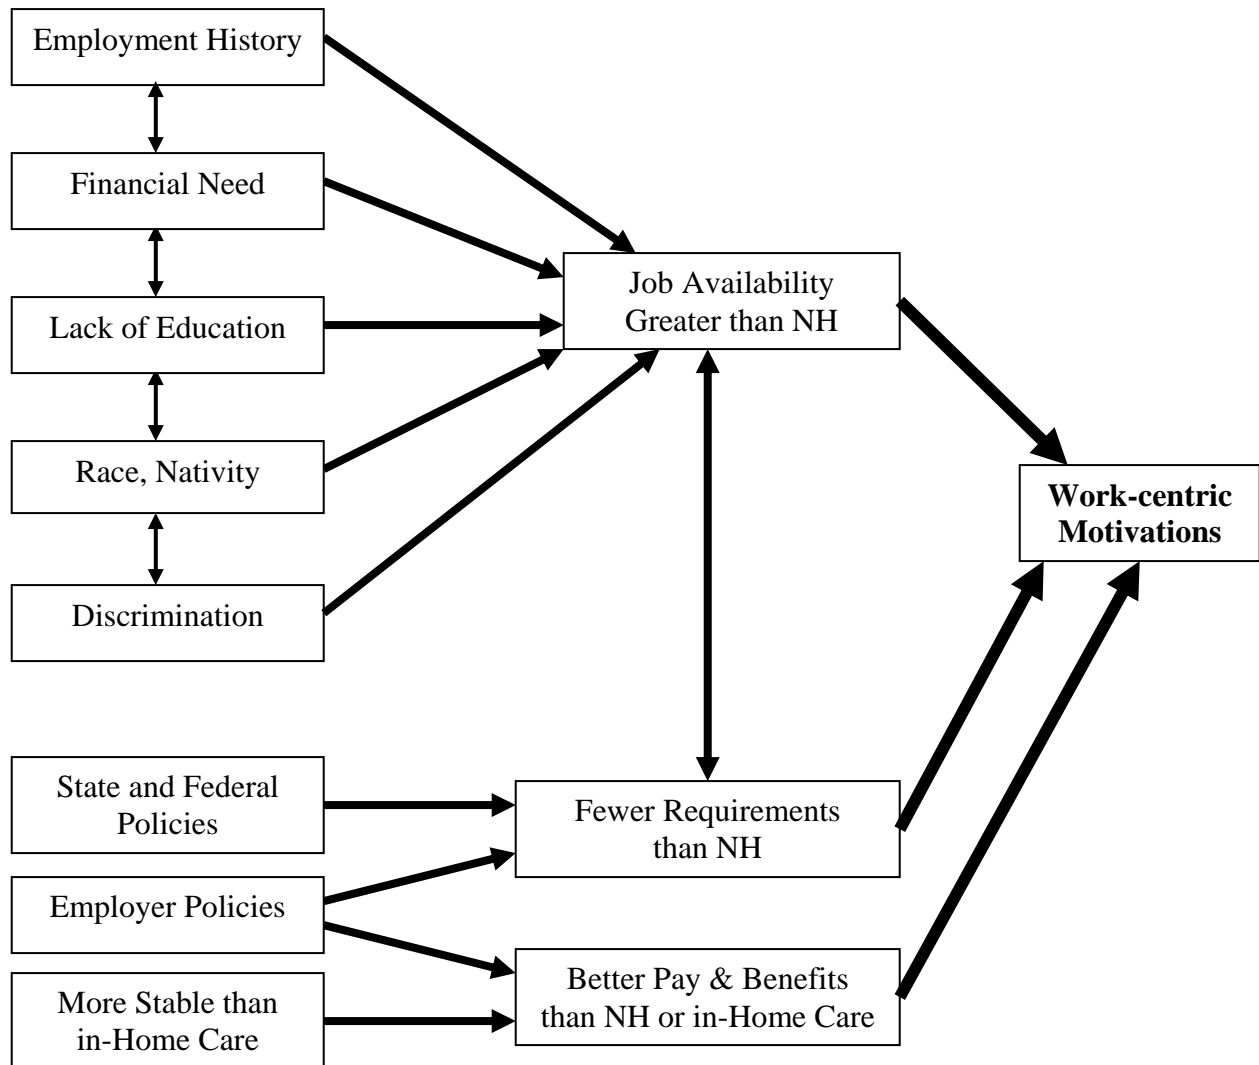 Employment History
Financial Need
Lack of Education
Race, Nativity
Discrimination
Job Availability
Greater than NH
Work-centric
Motivations
State and Federal
Policies
Employer Policies
More Stable than
in-Home Care
Fewer Requirements
than NH
Better Pay & Benefits
than NH or in-Home Care